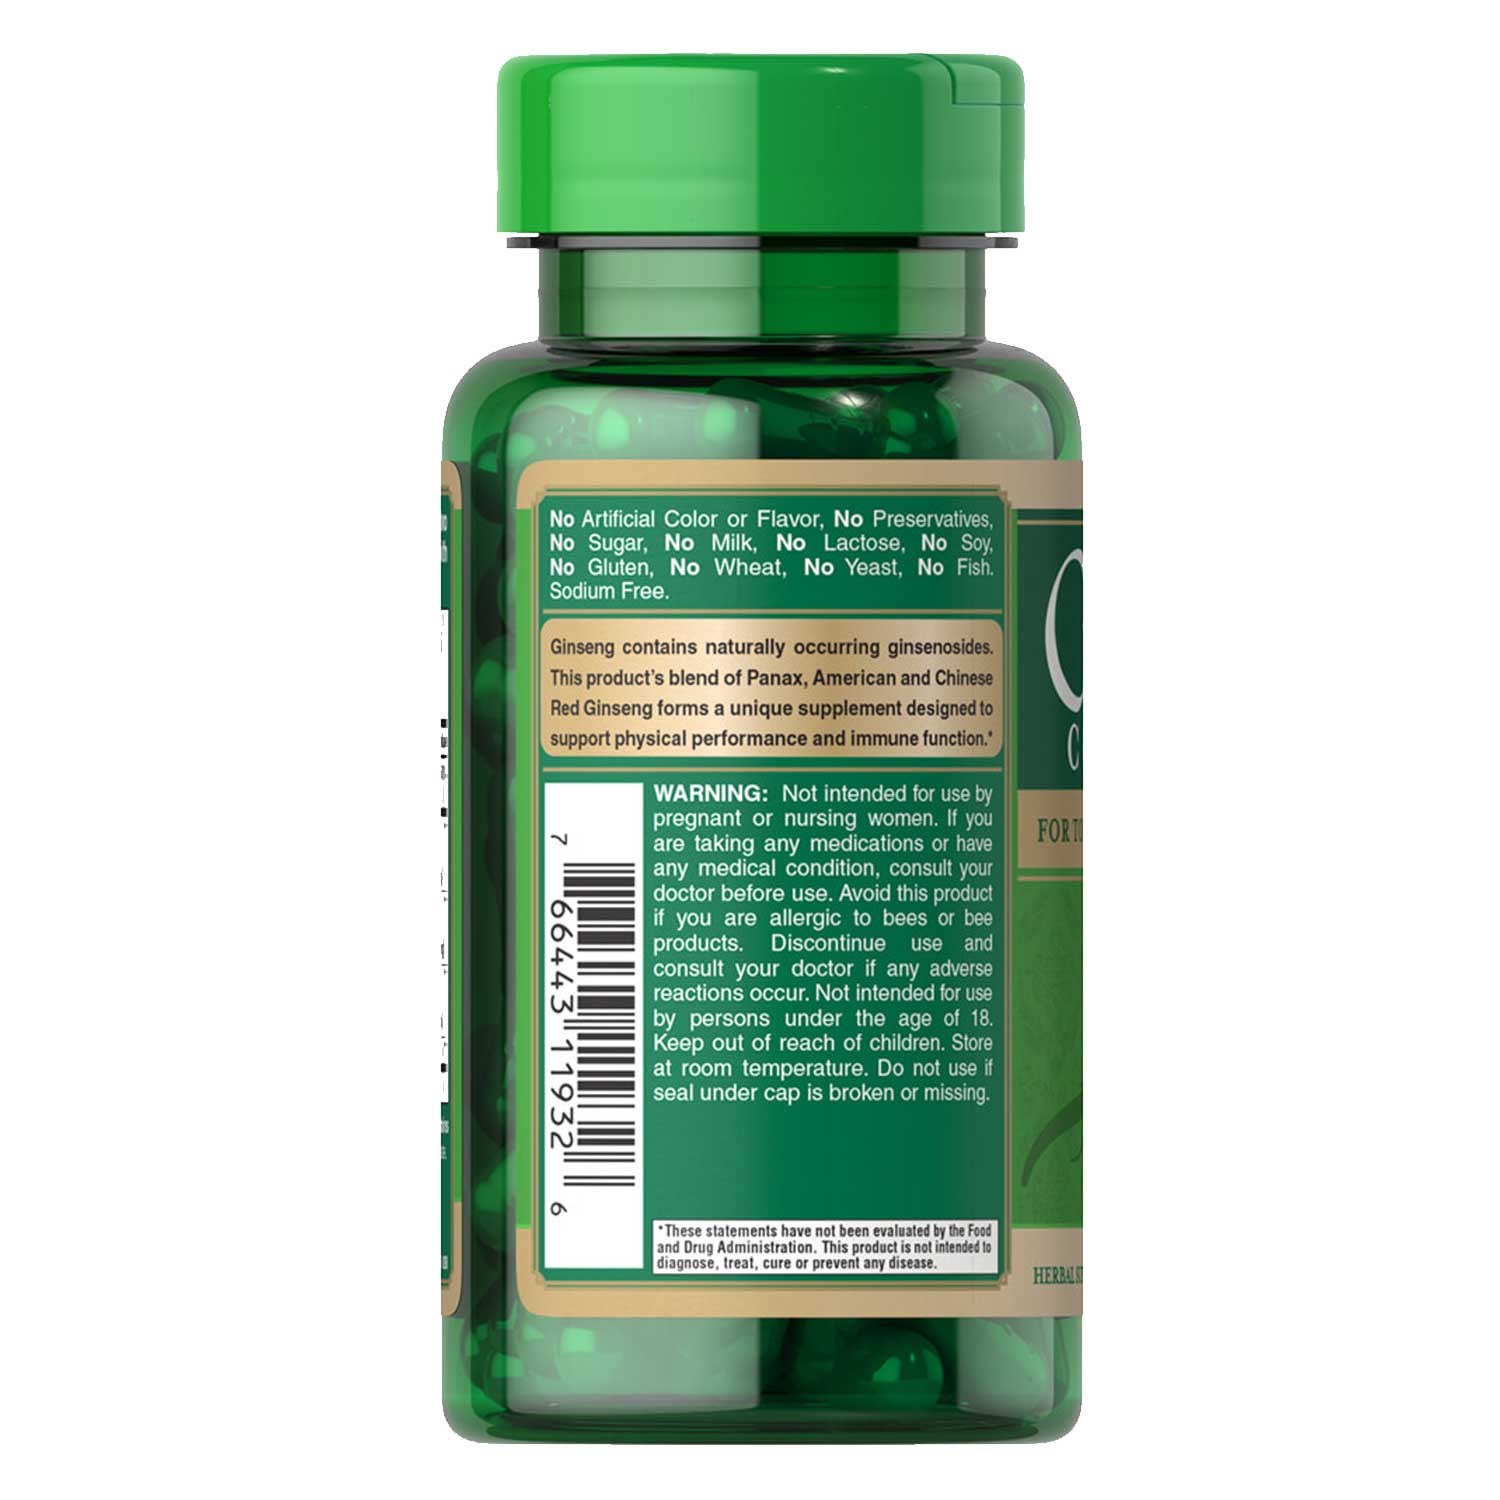 No Artificial Color or Flavor, No Preservatives,
No Sugar, No Milk, No Lactose, No Soy,
No Gluten, No Wheat, No Yeast, No Fish.
Sodium Free.
Ginseng contains naturally occurring ginsenosides.
This product's blend of Panax, American and Chinese
Red Ginseng forms a unique supplement designed to
support physical performance and immune function.*
WARNING: Not intended for use by
pregnant or nursing women. If you
are taking any medications or have
any medical condition, consult your
doctor before use. Avoid this product
if you are allergic to bees or bee
products. Discontinue use and
consult your doctor if any adverse
reactions occur. Not intended for use
by persons under the age of 18.
Keep out of reach of children. Store
at room temperature. Do not use if
seal under cap is broken or missing.
7 66443 11932 6
*These statements have not been evaluated by the Food
and Drug Administration. This product is not intended to
diagnose, treat, cure or prevent any disease.
C
FOR
HERBAL